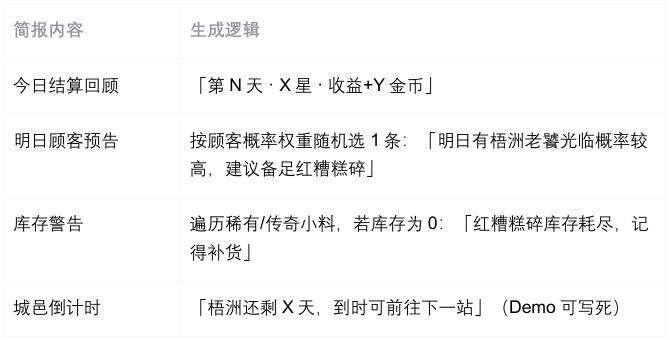 简报内容 生成逻辑
今日结算回顾 「第 N 天 · X 星 · 收益+Y 金币」
明日顾客预告 按顾客概率权重随机选 1 条：「明日有梧洲老饕光临概率较
高，建议备足红糟糕碎」
库存警告 遍历稀有/传奇小料，若库存为 0：「红糟糕碎库存耗尽，记
得补货」
城邑倒计时 「梧洲还剩 X 天，到时可前往下一站」（Demo 可写死）